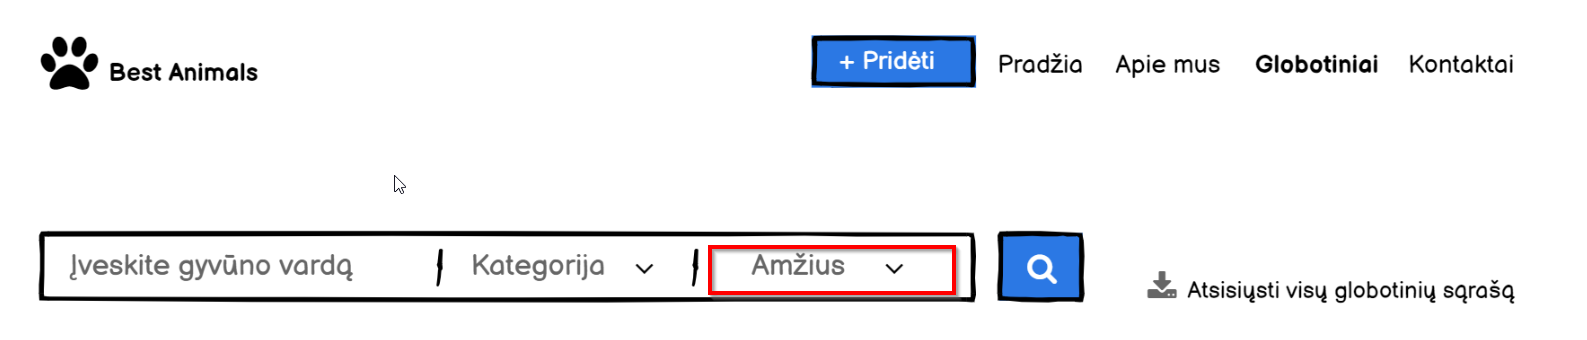 Best Animals
+ Pridėti
Pradžia
Apie mus
Globotiniai
Kontaktai
Įveskite gyvūno vardą
Kategorija
Amžius
Atsisiųsti visų globotinių sąrašą